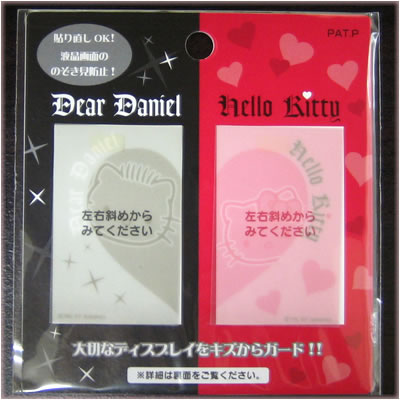 貼り直しOK!
液晶画面の
のぞき見防止!
PAT.P
Dear Daniel
Hello Kitty
Dear Daniel
左右斜めから
みてください
Hello Kitty
左右斜めから
みてください
大切なディスプレイをキズからガード!!
※詳細は裏面をご覧ください。